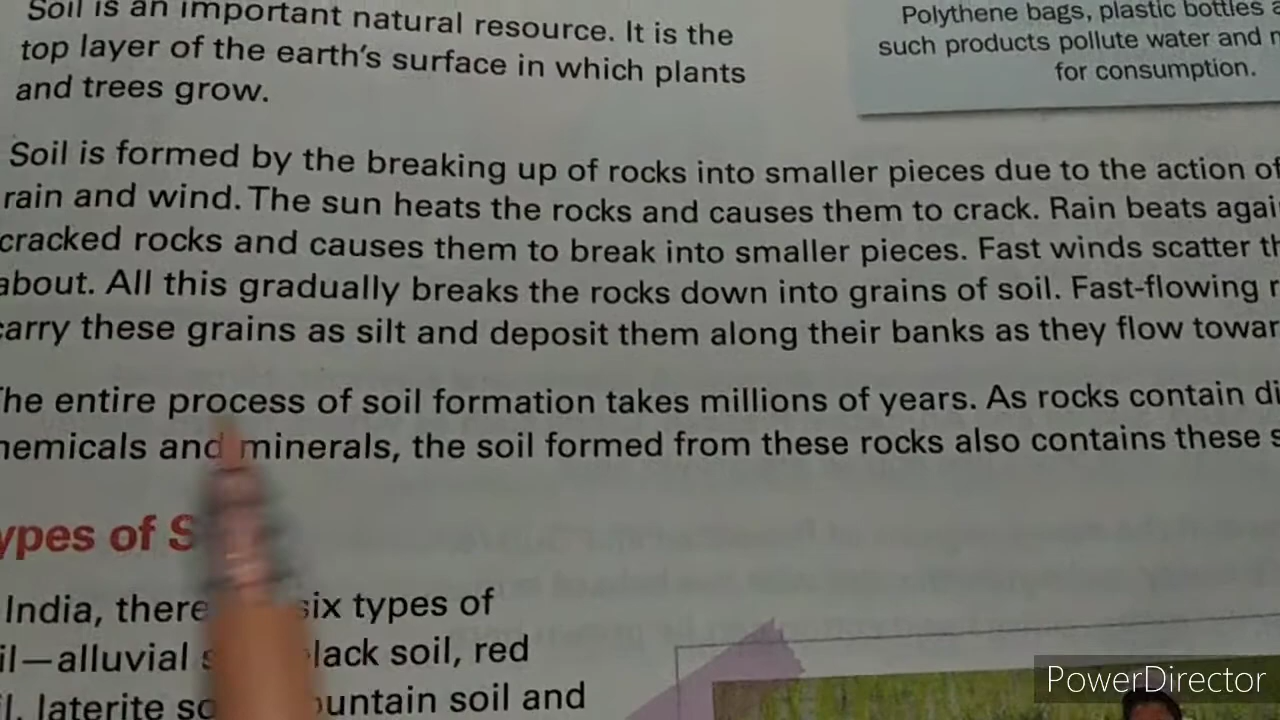 Soil is an important natural resource. It is the
top layer of the earth's surface in which plants
and trees grow.
Polythene bags, plastic bottles
such products pollute water and
for consumption.
Soil is formed by the breaking up of rocks into smaller pieces due to the action of
rain and wind. The sun heats the rocks and causes them to crack. Rain beats
cracked rocks and causes them to break into smaller pieces. Fast winds scatter
about. All this gradually breaks the rocks down into grains of soil. Fast-flowing
carry these grains as silt and deposit them along their banks as they flow
The entire process of soil formation takes millions of years. As rocks contain
and minerals, the soil formed from these rocks also contains these
of
India, there six types of
alluvial black soil, red
laterite soil and
PowerDirector